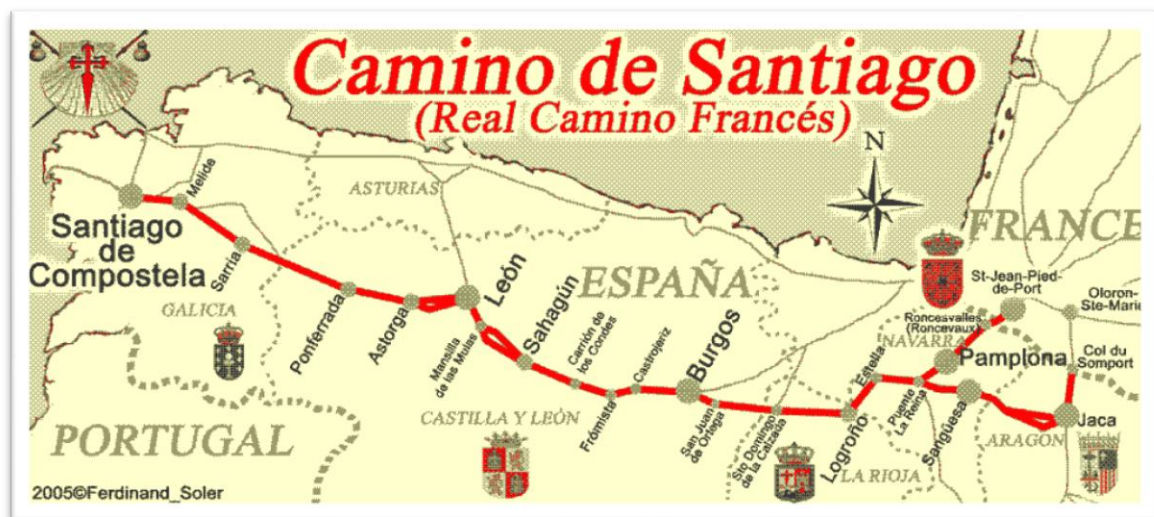 Camino de Santiago
(Real Camino Francés)
N
ASTURIAS
FRANCE
ESPAÑA
Melide
Santiago
de
Compostela
Sarria
GALICIA
Ponferrada
Astorga
León
Mansilla
de las Mulas
Sahagún
Carrión de
los Condes
Frómista
Castrojeriz
Burgos
San Juan
de Ortega
Sto Domingo
de la Calzada
Logroño
Estella
Puente
La Reina
Sangüesa
Pamplona
NAVARRA
Roncesvalles
(Roncevaux)
St-Jean-Pied-
de-Port
Oloron-
Ste-Marie
Col du
Somport
Jaca
ARAGON
LA RIOJA
CASTILLA Y LEÓN
PORTUGAL
2005©Ferdinand_Soler